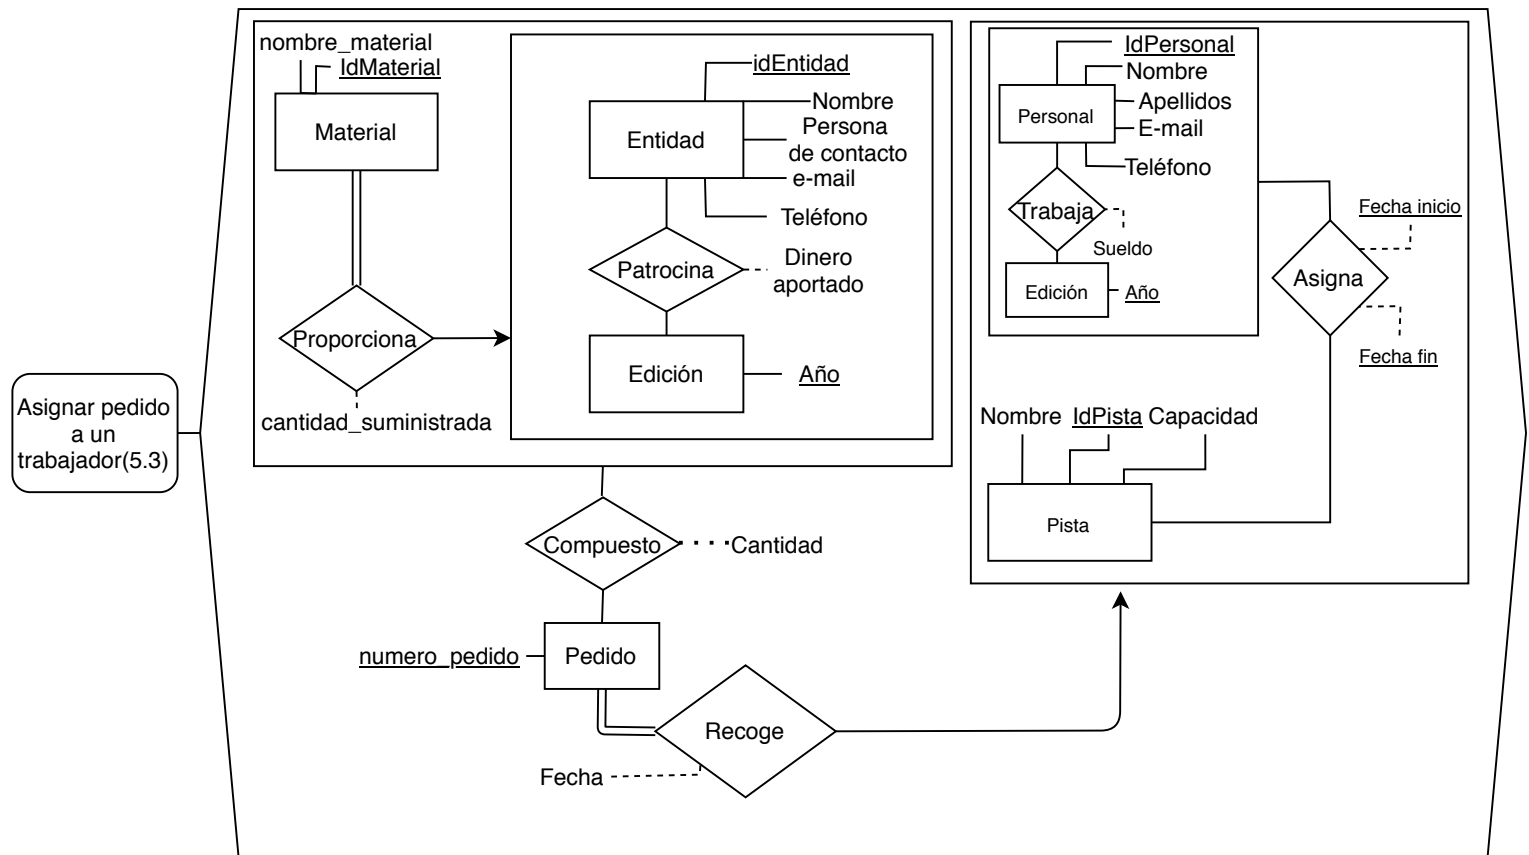 Asignar pedido
a un
trabajador(5.3)
nombre_material
IdMaterial
Material
Proporciona
cantidad_suministrada
idEntidad
Nombre
Persona
de contacto
e-mail
Teléfono
Entidad
Patrocina
Dinero
aportado
Edición
Año
Compuesto
Cantidad
numero_pedido
Pedido
Recoge
Fecha
IdPersonal
Nombre
Apellidos
E-mail
Teléfono
Personal
Trabaja
Sueldo
Edición
Año
Fecha inicio
Asigna
Fecha fin
Nombre
IdPista
Capacidad
Pista